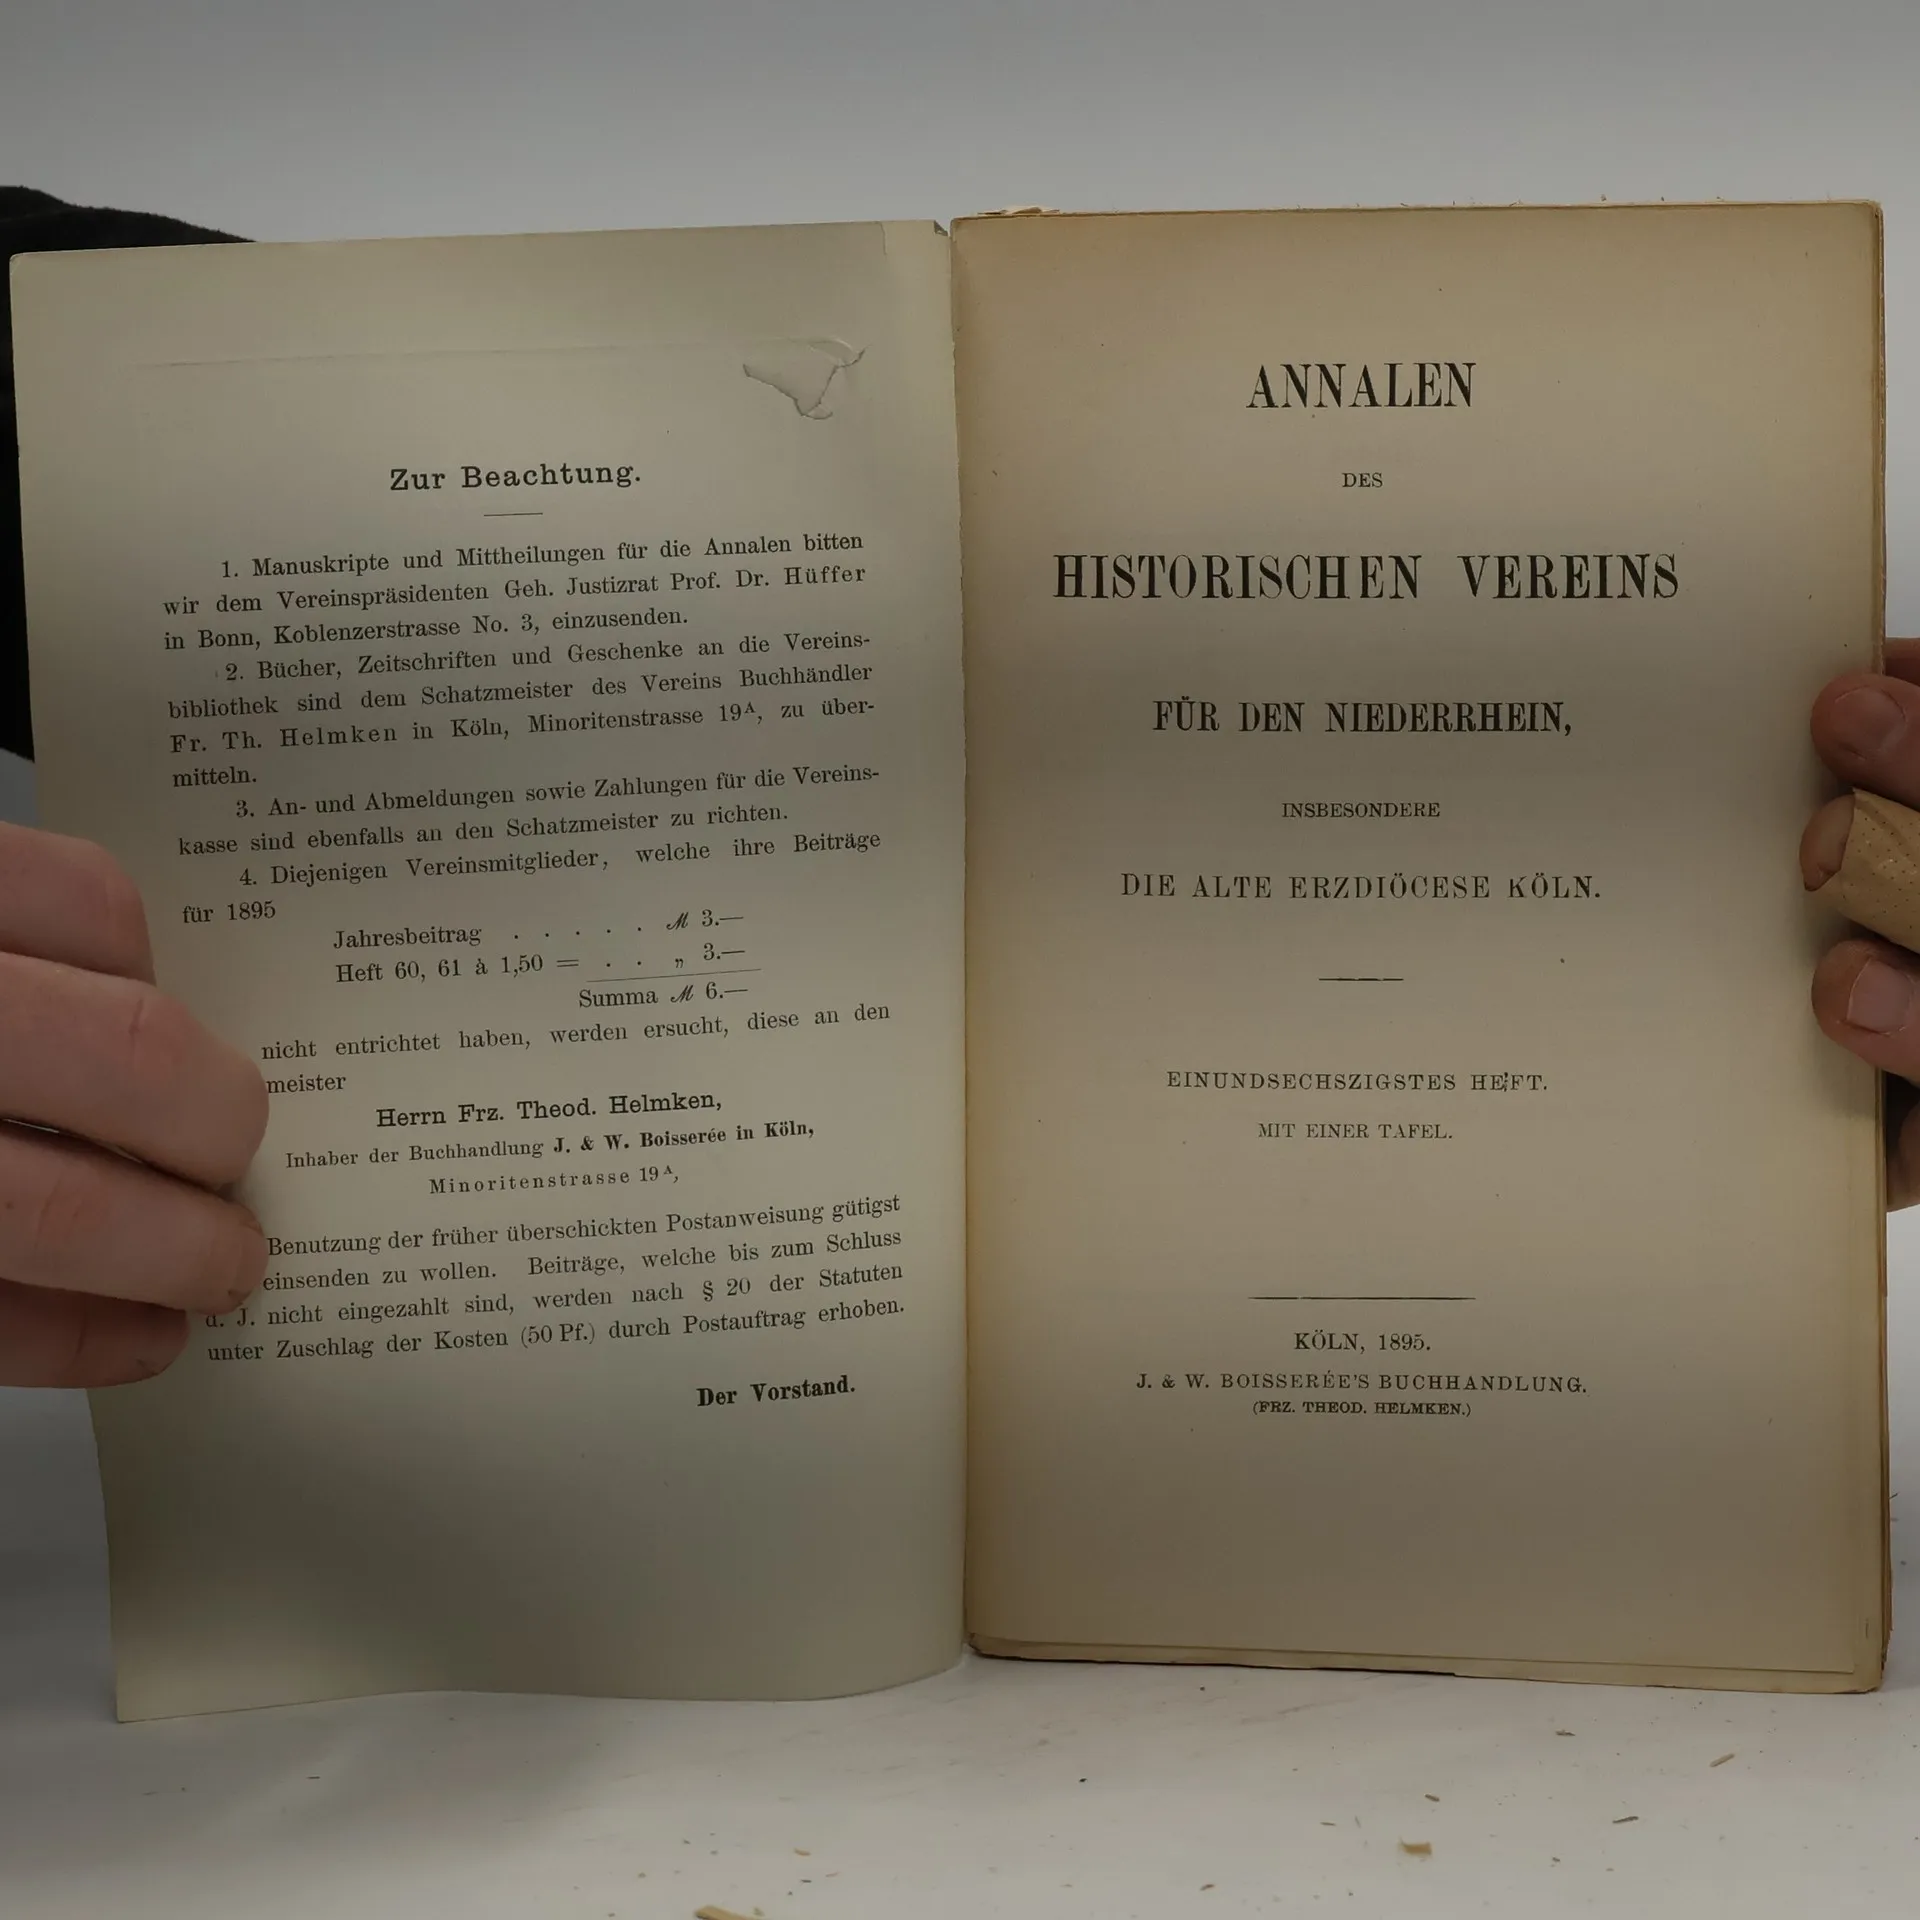 Zur Beachtung.
1. Manuskripte und Mittheilungen für die Annalen bitten
wir dem Vereinspräsidenten Geh. Justizrat Prof. Dr. Hüffer
in Bonn, Koblenzerstrasse No. 3, einzusenden.
2. Bücher, Zeitschriften und Geschenke an die Vereins-
bibliothek sind dem Schatzmeister des Vereins Buchhändler
Fr. Th. Helmken in Köln, Minoritenstrasse 19A, zu über-
mitteln.
3. An- und Abmeldungen sowie Zahlungen für die Vereins-
kasse sind ebenfalls an den Schatzmeister zu richten.
4. Diejenigen Vereinsmitglieder, welche ihre Beiträge
für 1895
Jahresbeitrag . . . . . ℳ 3.—
Heft 60, 61 à 1,50 = . . „ 3.—
Summa ℳ 6.—
nicht entrichtet haben, werden ersucht, diese an den
meister
Herrn Frz. Theod. Helmken,
Inhaber der Buchhandlung J. & W. Boisserée in Köln,
Minoritenstrasse 19A,
Benutzung der früher überschickten Postanweisung gütigst
einsenden zu wollen. Beiträge, welche bis zum Schluss
d. J. nicht eingezahlt sind, werden nach § 20 der Statuten
unter Zuschlag der Kosten (50 Pf.) durch Postauftrag erhoben.
Der Vorstand.
ANNALEN
DES
HISTORISCHEN VEREINS
FÜR DEN NIEDERRHEIN,
INSBESONDERE
DIE ALTE ERZDIÖCESE KÖLN.
EINUNDSECHSZIGSTES HEFT.
MIT EINER TAFEL.
KÖLN, 1895.
J. & W. BOISSERÉE'S BUCHHANDLUNG.
(FRZ. THEOD. HELMKEN.)